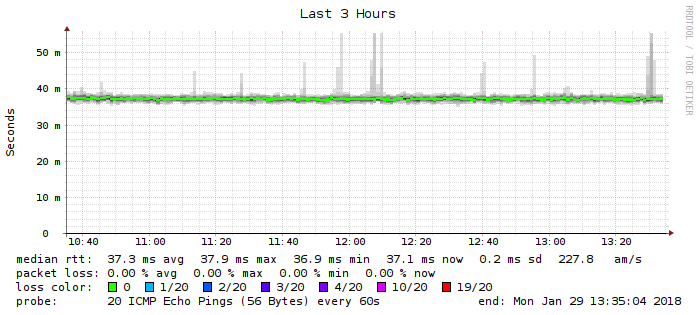 Last 3 Hours
RRDTOOL / TOBI OETIKER
Seconds
50 m
40 m
30 m
20 m
10 m
0
10:40 11:00 11:20 11:40 12:00 12:20 12:40 13:00 13:20
median rtt: 37.3 ms avg 37.9 ms max 36.9 ms min 37.1 ms now 0.2 ms sd 227.8 am/s
packet loss: 0.00 % avg 0.00 % max 0.00 % min 0.00 % now
loss color: 0 1/20 2/20 3/20 4/20 10/20 19/20
probe: 20 ICMP Echo Pings (56 Bytes) every 60s end: Mon Jan 29 13:35:04 2018